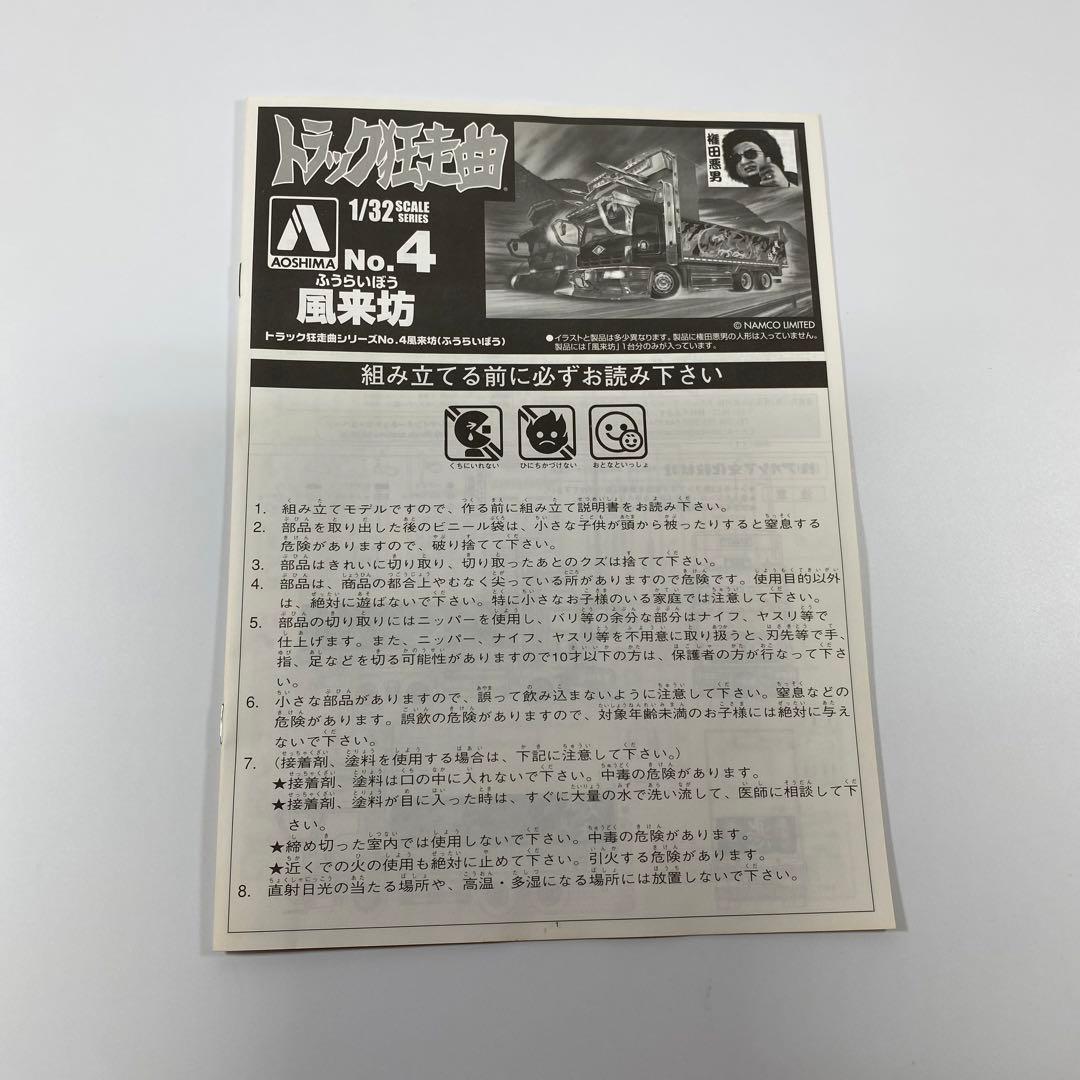 トラック狂走曲
権田悪男
1/32 SCALE SERIES
AOSHIMA
No.4
ふうらいぼう
風来坊
© NAMCO LIMITED
トラック狂走曲シリーズNo.4風来坊(ふうらいぼう)
●イラストと製品は多少異なります。製品に権田悪男の人形は入っていません。
製品には「風来坊」1台分のみが入っています。
組み立てる前に必ずお読み下さい
くちにいれない ひにちかづけない おとなといっしょ
1. 組み立てモデルですので、作る前に組み立て説明書をお読み下さい。
2. 部品を取り出した後のビニール袋は、小さな子供が頭から被ったりすると窒息する
危険がありますので、破り捨てて下さい。
3. 部品はきれいに切り取り、切り取ったあとのクズは捨てて下さい。
4. 部品は、商品の都合上やむなく尖っている所がありますので危険です。使用目的以外
は、絶対に遊ばないで下さい。特に小さなお子様のいる家庭では注意して下さい。
5. 部品の切り取りにはニッパーを使用し、バリ等の余分な部分はナイフ、ヤスリ等で
仕上げます。また、ニッパー、ナイフ、ヤスリ等を不用意に取り扱うと、刃先等で手、
指、足などを切る可能性がありますので10才以下の方は、保護者の方が行なって下さ
い。
6. 小さな部品がありますので、誤って飲み込まないように注意して下さい。窒息などの
危険があります。誤飲の危険がありますので、対象年齢未満のお子様には絶対に与え
ないで下さい。
7. (接着剤、塗料を使用する場合は、下記に注意して下さい。)
★接着剤、塗料は口の中に入れないで下さい。中毒の危険があります。
★接着剤、塗料が目に入った時は、すぐに大量の水で洗い流して、医師に相談して下
さい。
★締め切った室内では使用しないで下さい。中毒の危険があります。
★近くでの火の使用も絶対に止めて下さい。引火する危険があります。
8. 直射日光の当たる場所や、高温・多湿になる場所には放置しないで下さい。
1